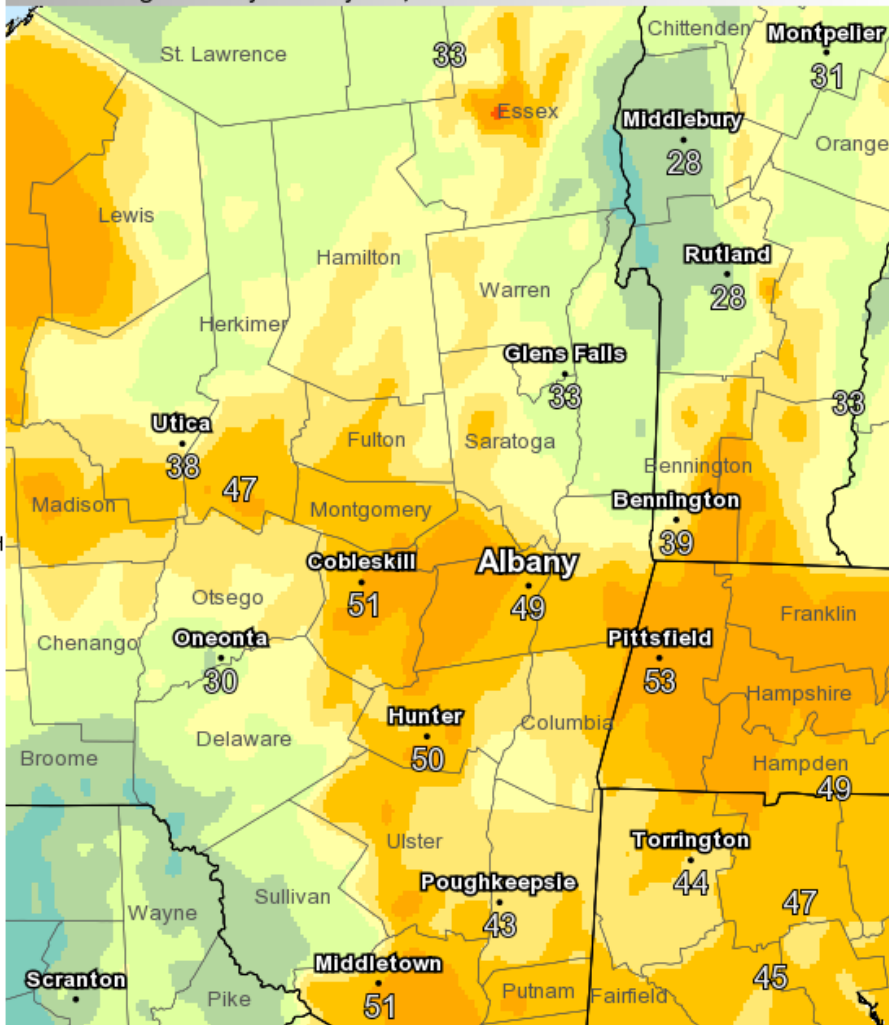 St. Lawrence
33
Chittenden
Montpelier
31
Essex
Middlebury
28
Orange
Lewis
Hamilton
Rutland
28
Warren
Herkimer
Glens Falls
33
33
Utica
38
Fulton
Saratoga
Bennington
47
Madison
Montgomery
Bennington
39
Cobleskill
51
Albany
49
Otsego
Franklin
Chenango
Oneonta
30
Pittsfield
53
Hampshire
Hunter
50
Columbia
Delaware
Broome
Hampden
49
Ulster
Torrington
44
Poughkeepsie
43
Sullivan
Wayne
47
Middletown
51
Scranton
Pike
Putnam
Fairfield
45